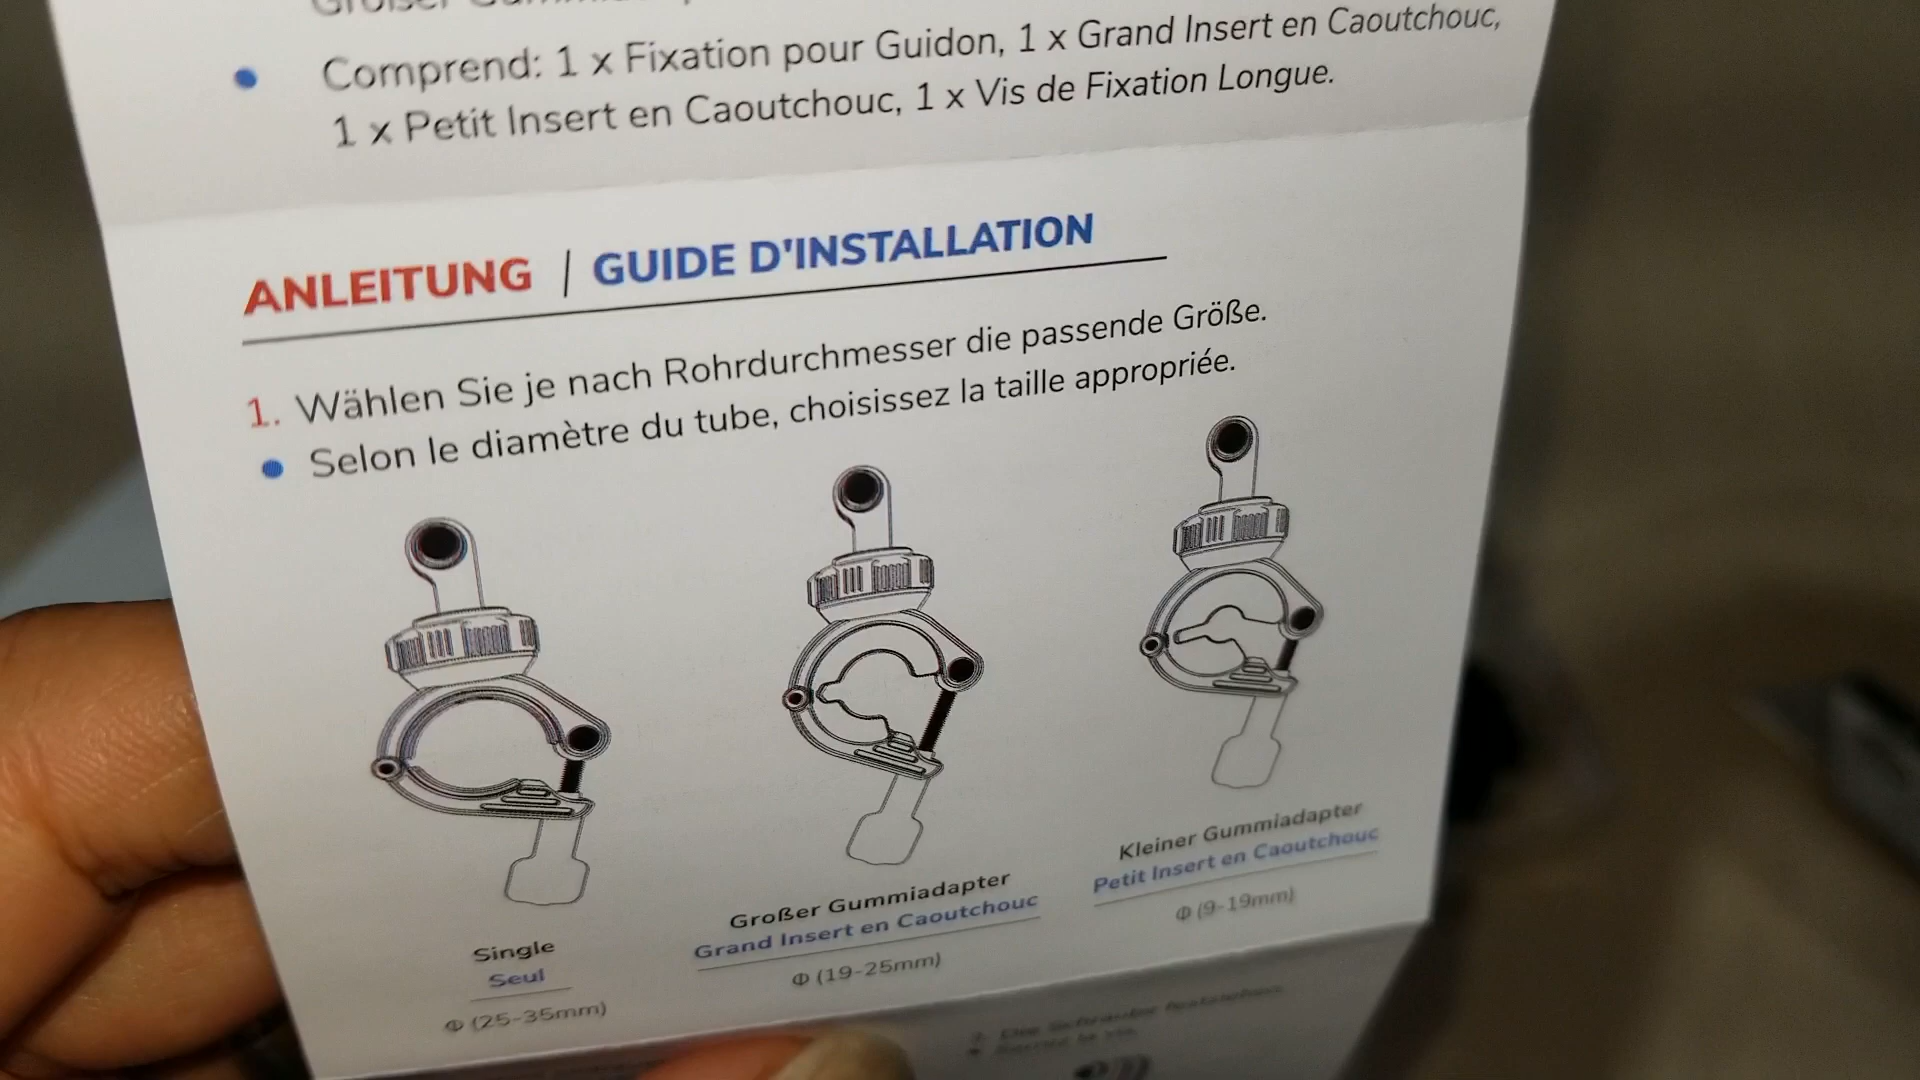 Großer
Comprend: 1 x Fixation pour Guidon, 1 x Grand Insert en Caoutchouc,
1 x Petit Insert en Caoutchouc, 1 x Vis de Fixation Longue.
ANLEITUNG | GUIDE D'INSTALLATION
1. Wählen Sie je nach Rohrdurchmesser die passende Größe.
Selon le diamètre du tube, choisissez la taille appropriée.
Single
Seul
Φ (25-35mm)
Großer Gummiadapter
Grand Insert en Caoutchouc
Φ (19-25mm)
Kleiner Gummiadapter
Petit Insert en Caoutchouc
Φ (9-19mm)